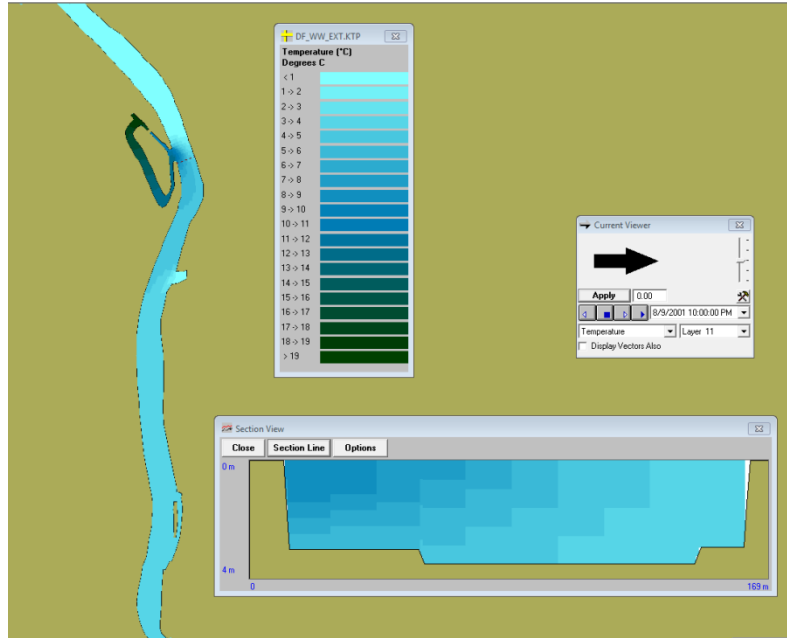 DF_WW_EXT.KTP
Temperature (°C)
Degrees C
< 1
1 -> 2
2 -> 3
3 -> 4
4 -> 5
5 -> 6
6 -> 7
7 -> 8
8 -> 9
9 -> 10
10 -> 11
11 -> 12
12 -> 13
13 -> 14
14 -> 15
15 -> 16
16 -> 17
17 -> 18
18 -> 19
> 19
Current Viewer
Apply 0.00
8/9/2001 10:00:00 PM
Temperature Layer 11
Display Vectors Also
Section View
Close Section Line Options
0 m
4 m
0 169 m